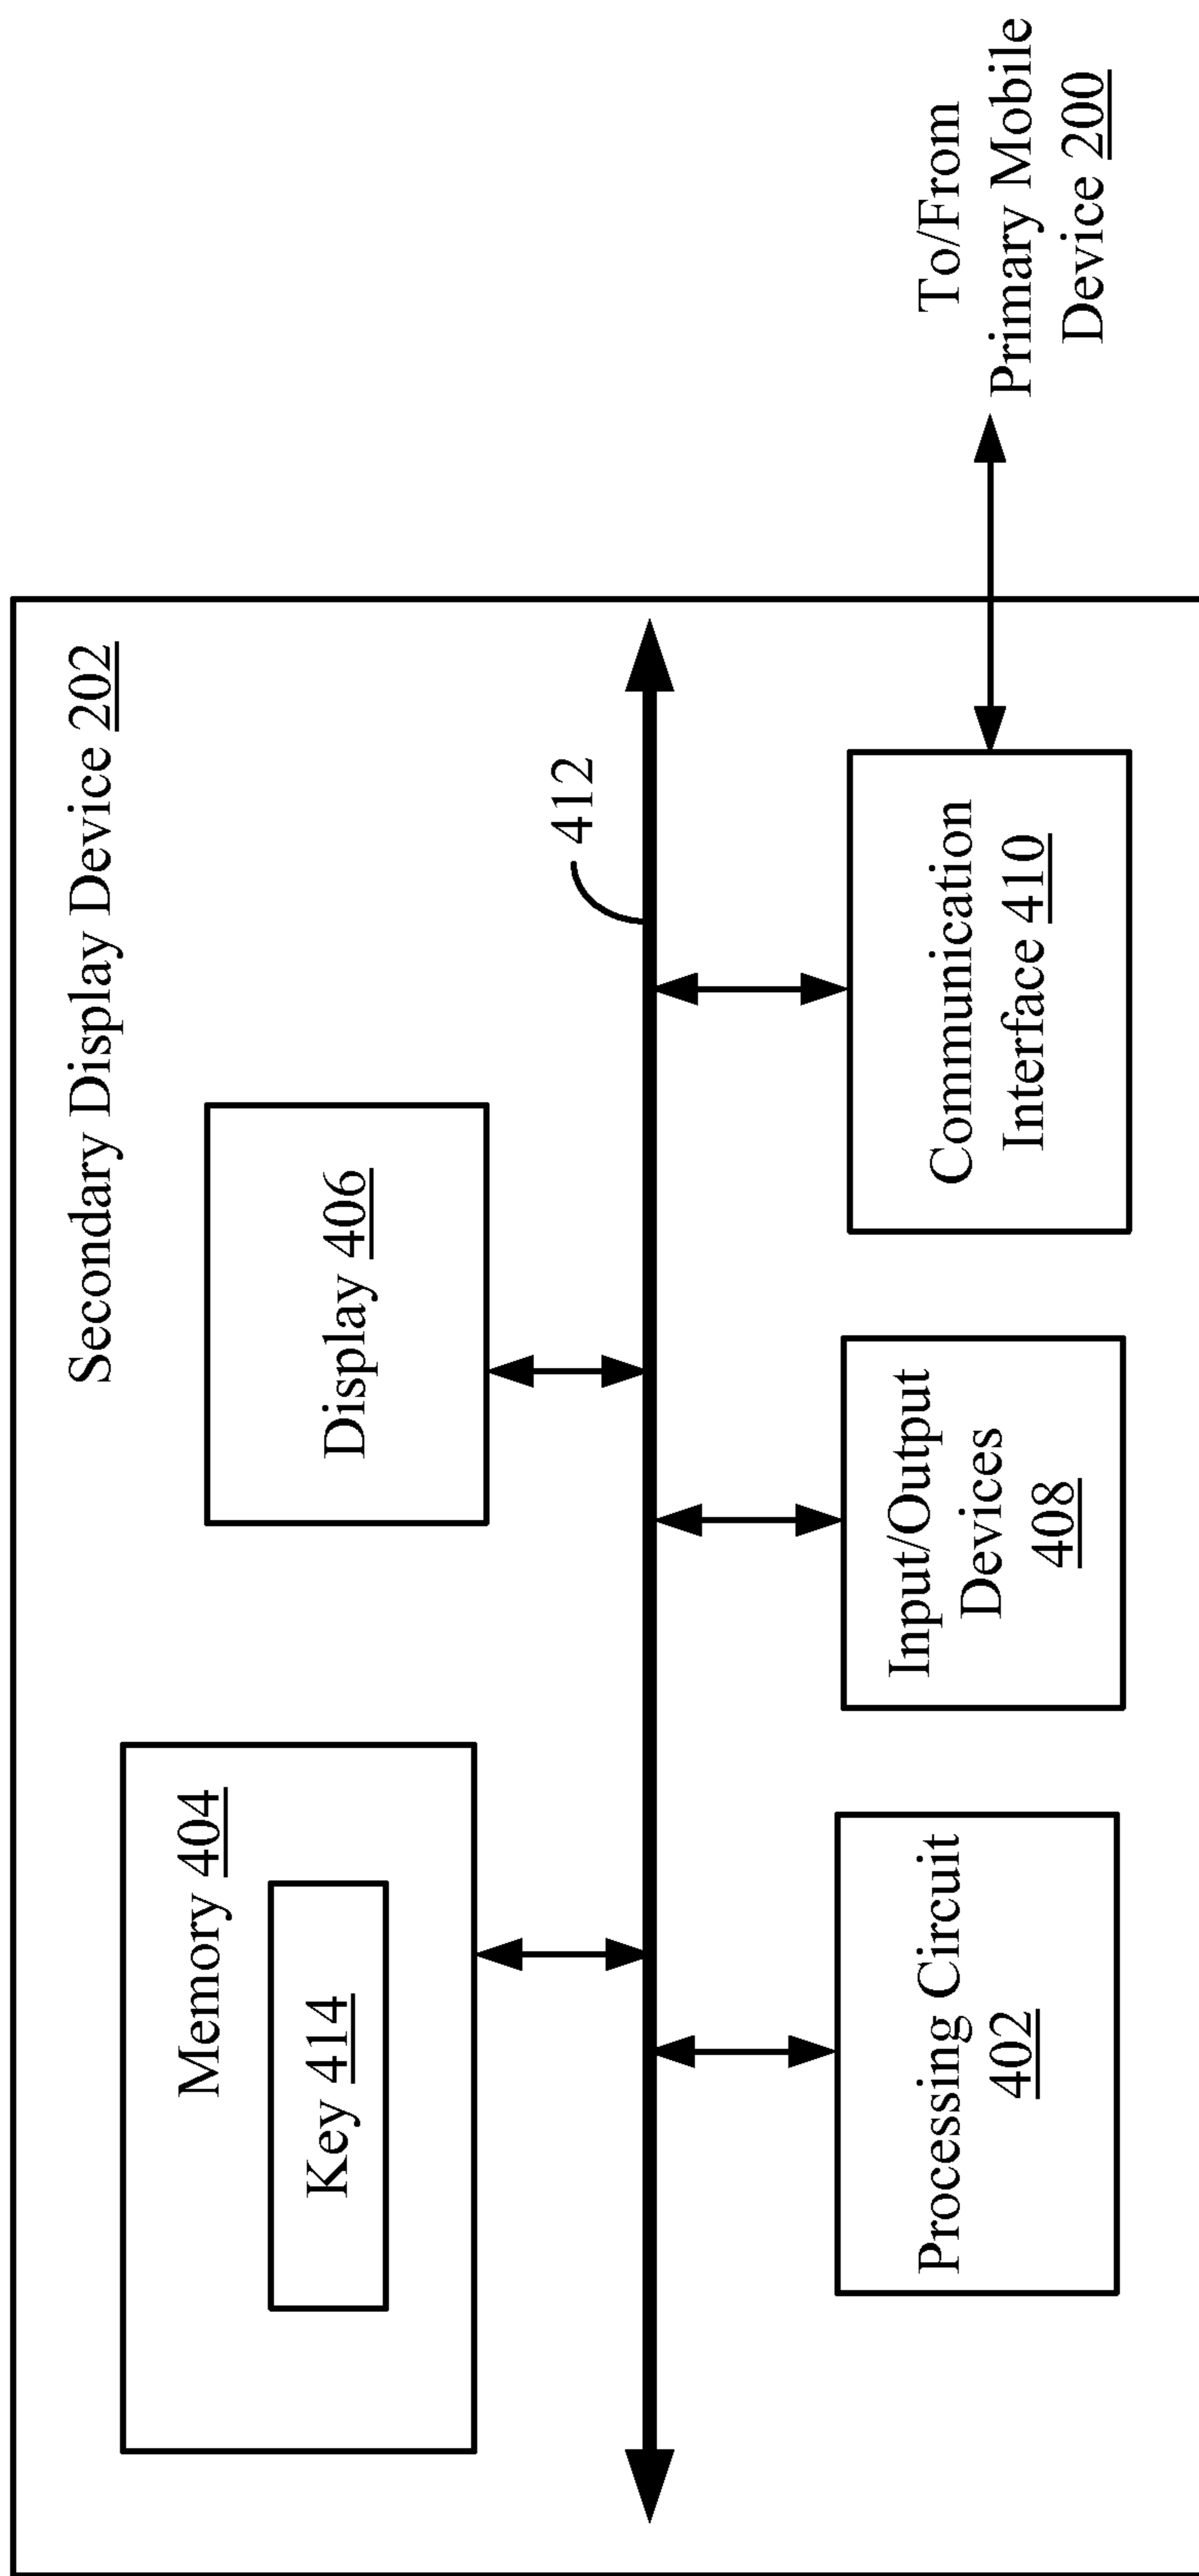 Secondary Display Device 202
Memory 404
Key 414
Display 406
412
Processing Circuit
402
Input/Output
Devices
408
Communication
Interface 410
To/From
Primary Mobile
Device 200